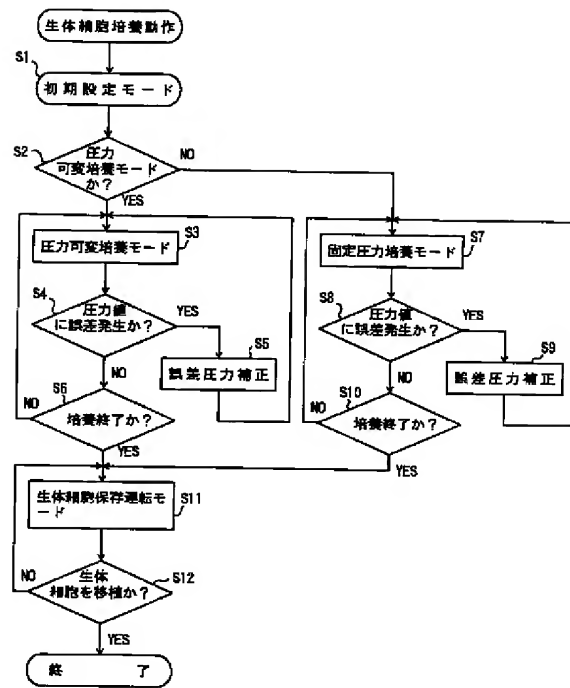 生体細胞培養動作
S1
初期設定モード
S2
圧力
可変培養モード
か?
NO
YES
圧力可変培養モード
S3
S4
圧力値
に誤差発生か?
YES
NO
S5
誤差圧力補正
S6
培養終了か?
NO
YES
固定圧力培養モード
S7
S8
圧力値
に誤差発生か?
YES
NO
S9
誤差圧力補正
S10
培養終了か?
NO
YES
生体細胞保存運転モ
ード
S11
生体
細胞を移植か?
S12
NO
YES
終 了